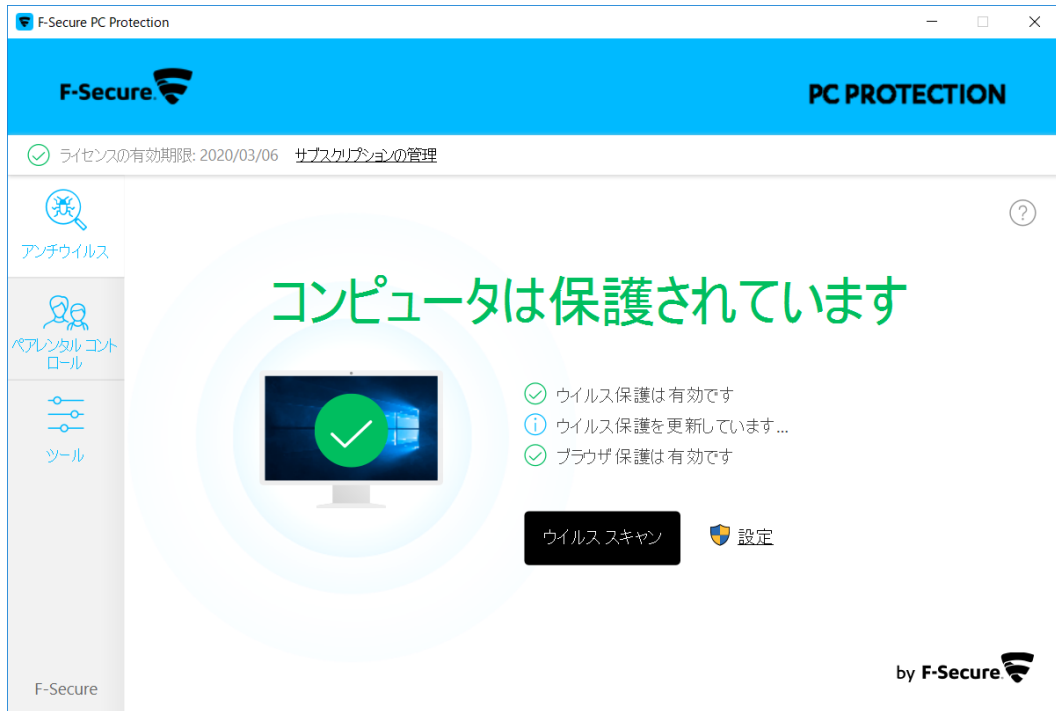 F-Secure PC Protection
F-Secure.
PC PROTECTION
ライセンスの有効期限: 2020/03/06 サブスクリプションの管理
アンチウイルス
ペアレンタル コント
ロール
ツール
F-Secure
?
コンピュータは保護されています
ウイルス保護は有効です
ウイルス保護を更新しています...
ブラウザ保護は有効です
ウイルス スキャン
設定
by F-Secure.